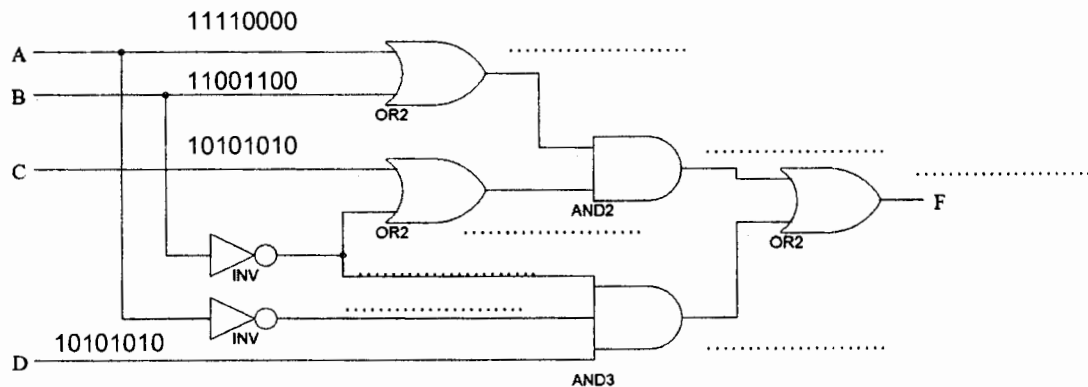 11110000
A
11001100
B
OR2
10101010
C
AND2
F
OR2
OR2
INV
INV
10101010
D
AND3